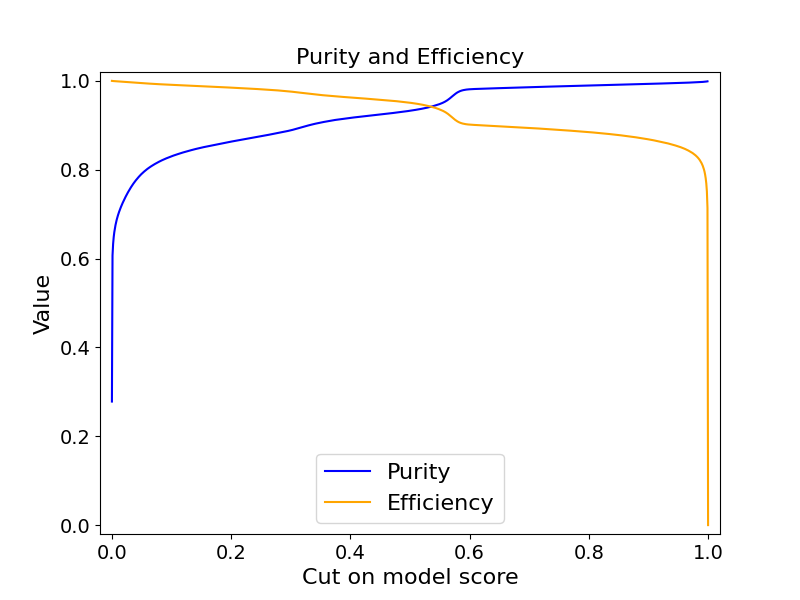 Purity and Efficiency
1.0
0.8
0.6
0.4
0.2
0.0
Value
Purity
Efficiency
0.0 0.2 0.4 0.6 0.8 1.0
Cut on model score